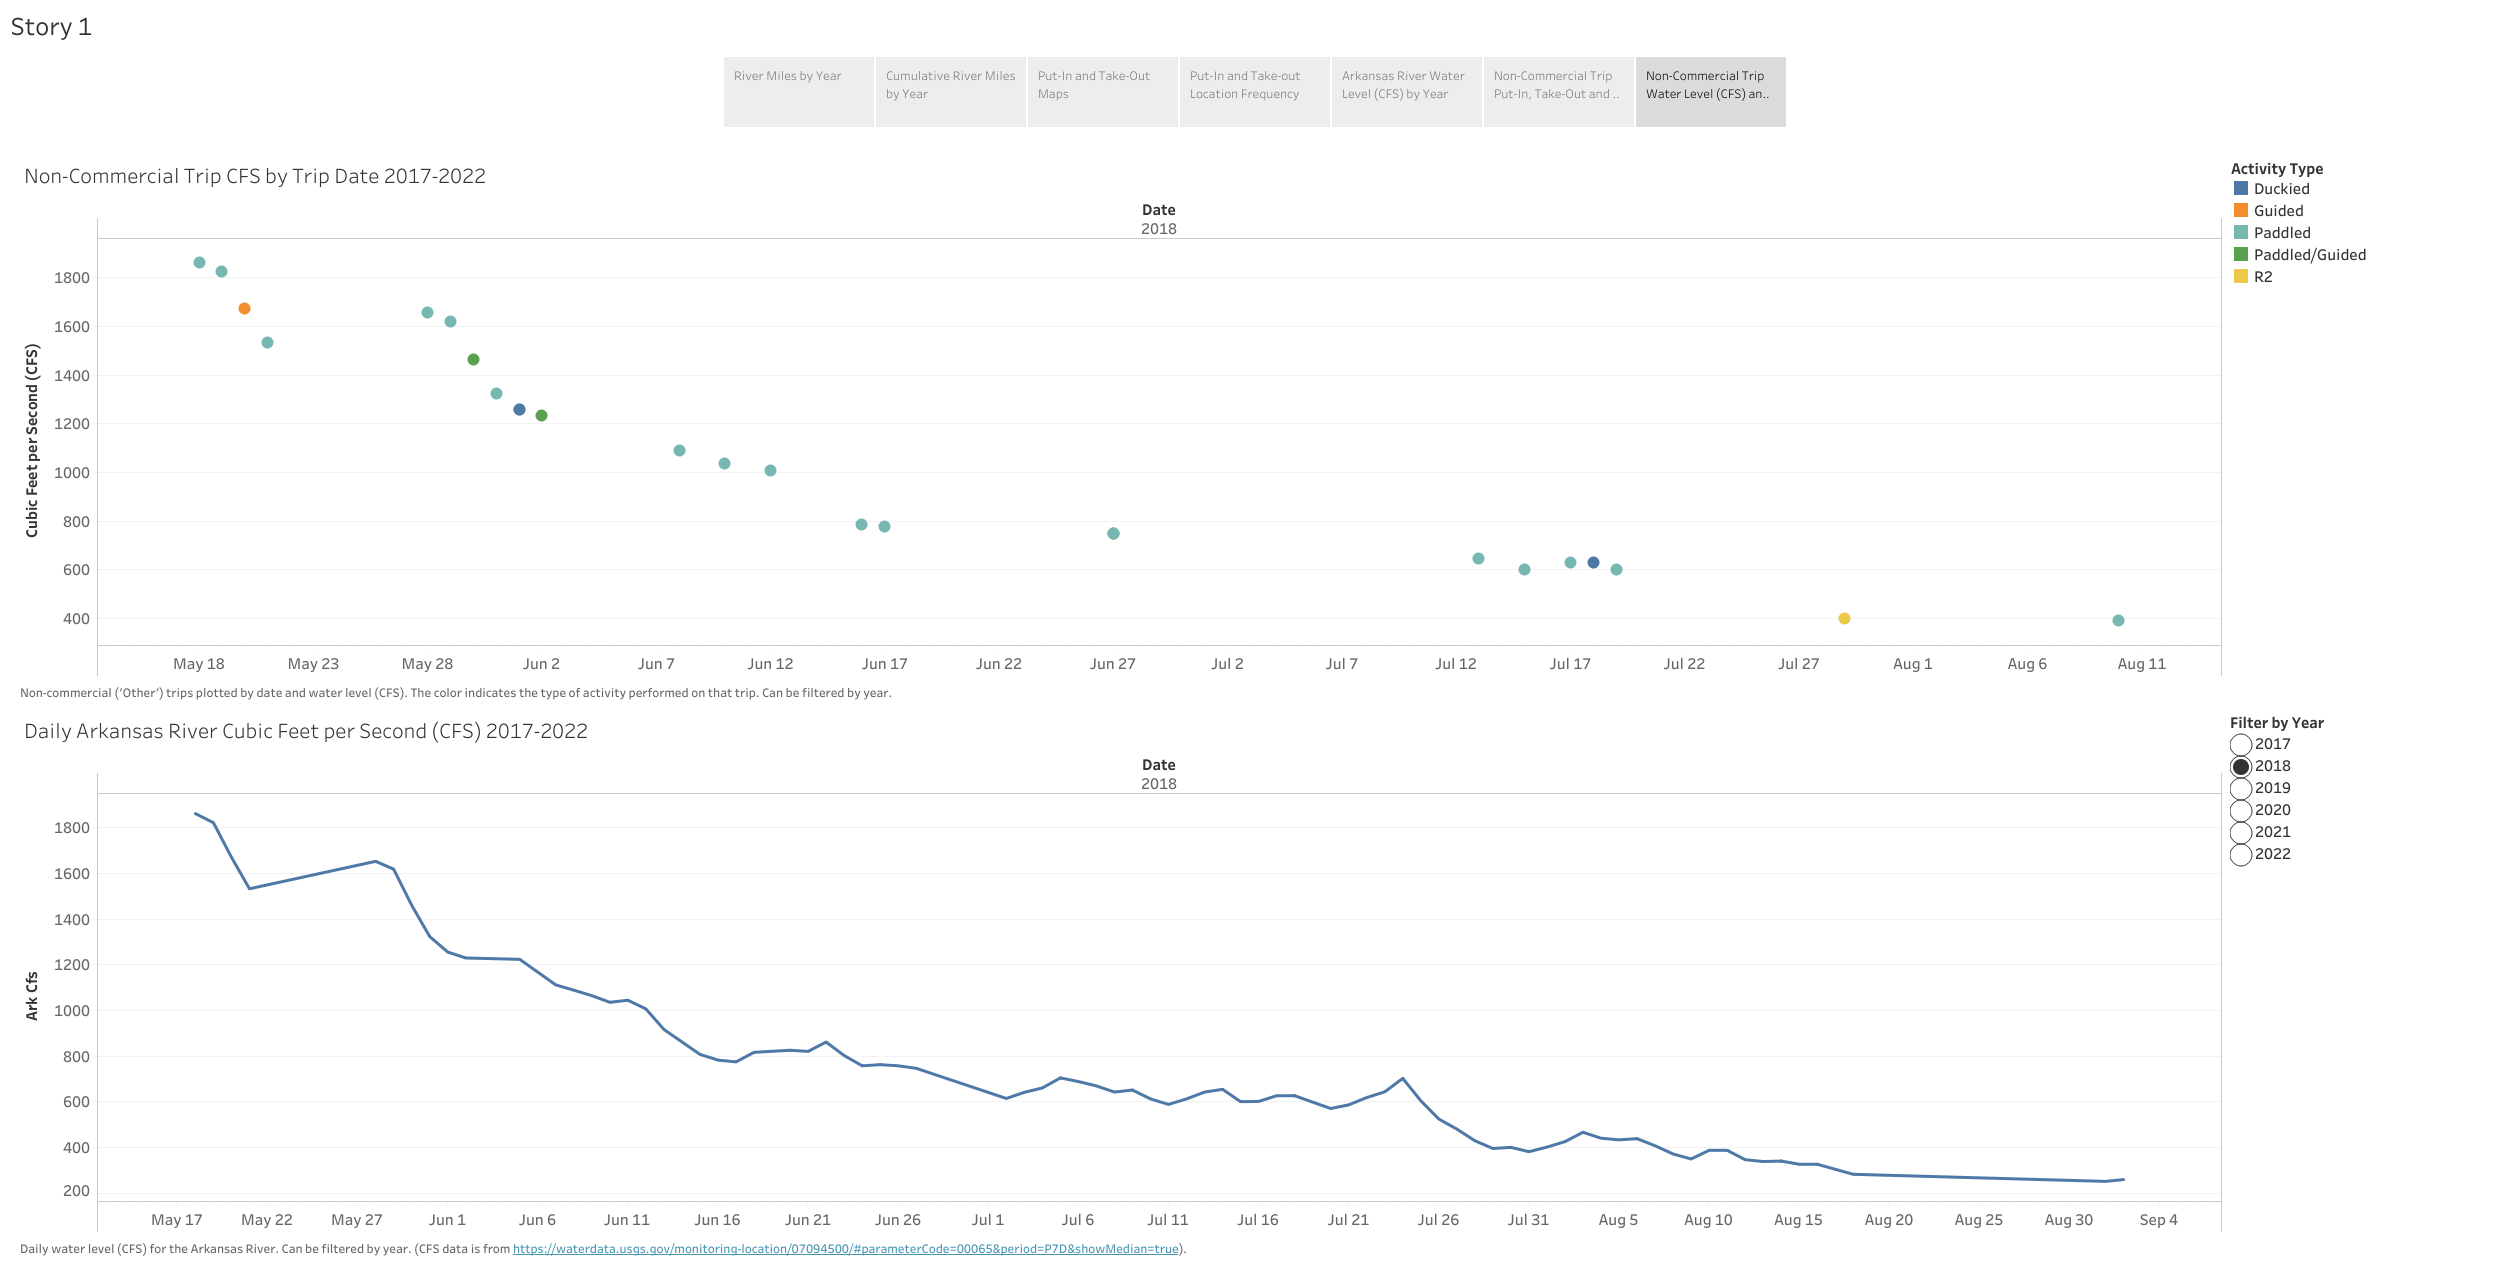 Story 1
River Miles by Year
Cumulative River Miles
by Year
Put-In and Take-Out
Maps
Put-In and Take-out
Location Frequency
Arkansas River Water
Level (CFS) by Year
Non-Commercial Trip
Put-In, Take-Out and ..
Non-Commercial Trip
Water Level (CFS) an..
Non-Commercial Trip CFS by Trip Date 2017-2022
Date
2018
Cubic Feet per Second (CFS)
1800
1600
1400
1200
1000
800
600
400
May 18 May 23 May 28 Jun 2 Jun 7 Jun 12 Jun 17 Jun 22 Jun 27 Jul 2 Jul 7 Jul 12 Jul 17 Jul 22 Jul 27 Aug 1 Aug 6 Aug 11
Non-commercial ('Other') trips plotted by date and water level (CFS). The color indicates the type of activity performed on that trip. Can be filtered by year.
Activity Type
Duckied
Guided
Paddled
Paddled/Guided
R2
Daily Arkansas River Cubic Feet per Second (CFS) 2017-2022
Date
2018
Ark Cfs
1800
1600
1400
1200
1000
800
600
400
200
May 17 May 22 May 27 Jun 1 Jun 6 Jun 11 Jun 16 Jun 21 Jun 26 Jul 1 Jul 6 Jul 11 Jul 16 Jul 21 Jul 26 Jul 31 Aug 5 Aug 10 Aug 15 Aug 20 Aug 25 Aug 30 Sep 4
Daily water level (CFS) for the Arkansas River. Can be filtered by year. (CFS data is from https://waterdata.usgs.gov/monitoring-location/07094500/#parameterCode=00065&period=P7D&showMedian=true).
Filter by Year
2017
2018
2019
2020
2021
2022